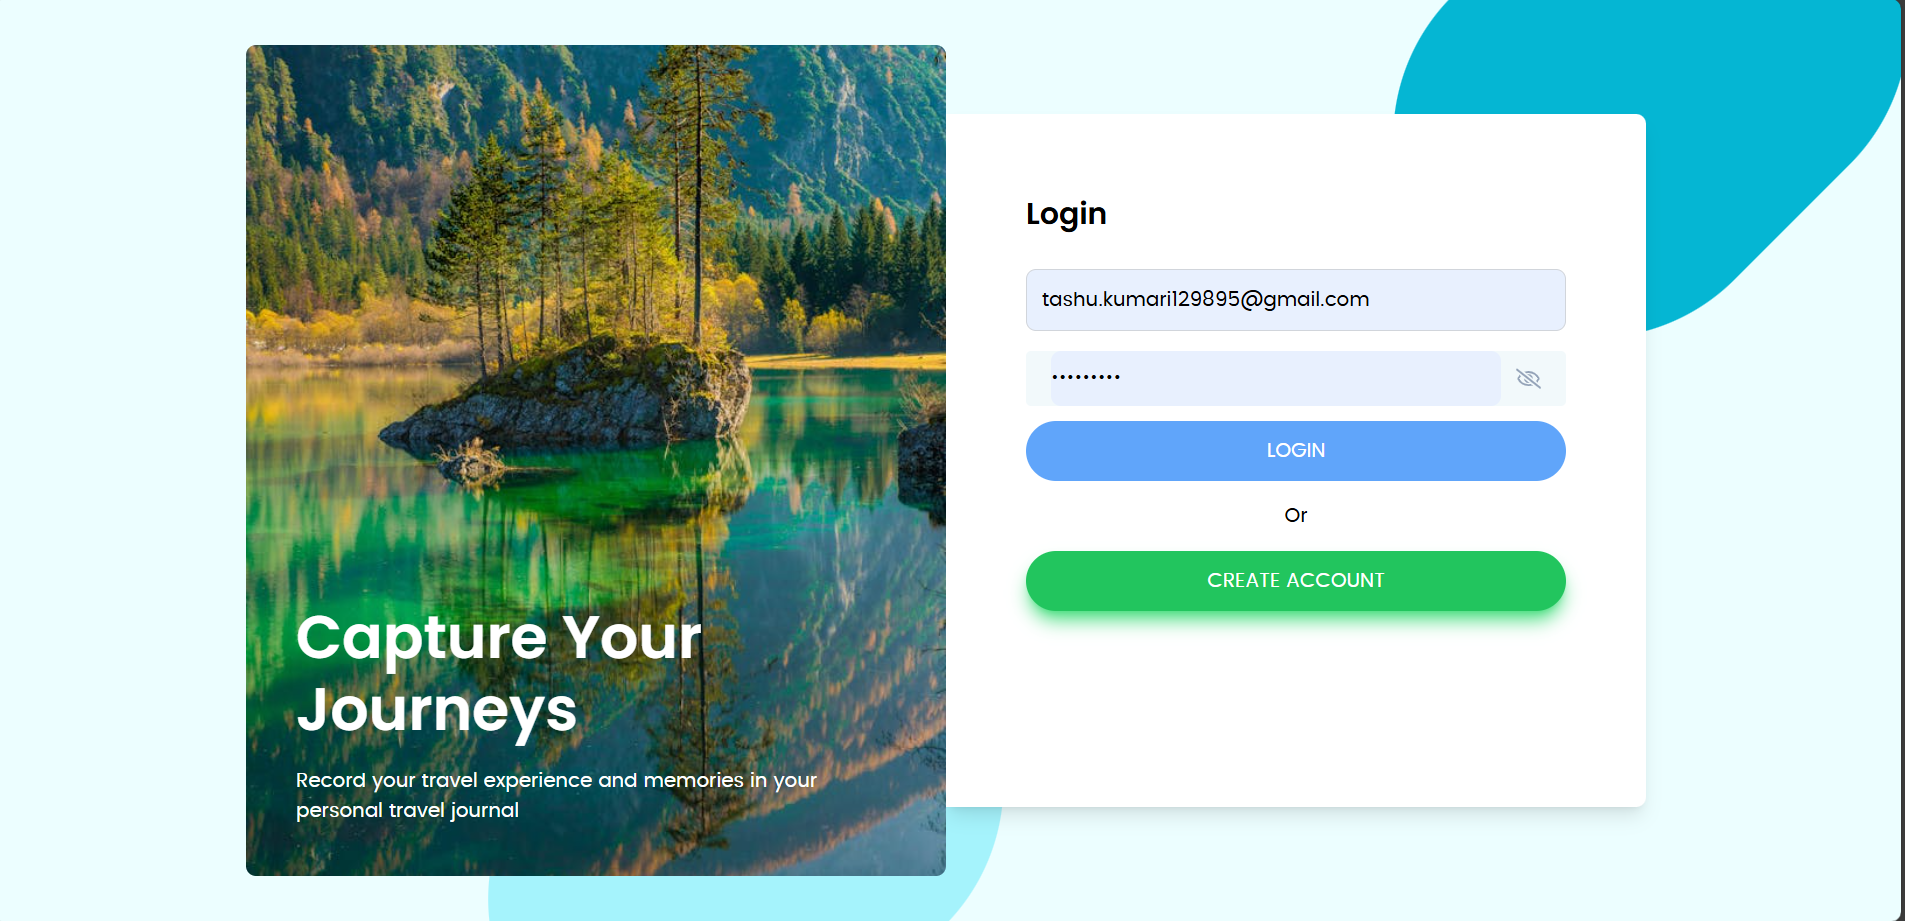 Capture Your
Journeys
Record your travel experience and memories in your
personal travel journal
Login
tashu.kumari129895@gmail.com
•••••••••
LOGIN
Or
CREATE ACCOUNT